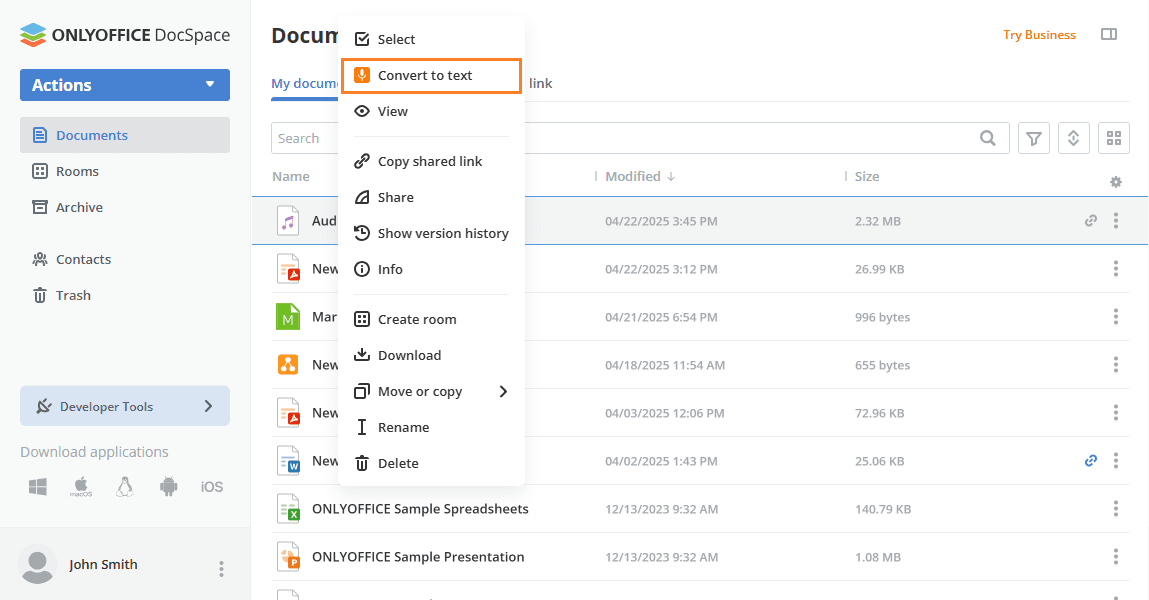 ONLYOFFICE DocSpace
Actions
Documents
Rooms
Archive
Contacts
Trash
Developer Tools
Download applications
macOS
iOS
John Smith
Try Business
link
Search
Name
Modified
Size
04/22/2025 3:45 PM
2.32 MB
04/22/2025 3:12 PM
26.99 KB
04/21/2025 6:54 PM
996 bytes
New
04/18/2025 11:54 AM
655 bytes
New
04/03/2025 12:06 PM
72.96 KB
New
04/02/2025 1:43 PM
25.06 KB
ONLYOFFICE Sample Spreadsheets
12/13/2023 9:32 AM
140.79 KB
ONLYOFFICE Sample Presentation
12/13/2023 9:32 AM
1.08 MB
Select
Convert to text
View
Copy shared link
Share
Show version history
Info
Create room
Download
Move or copy
Rename
Delete